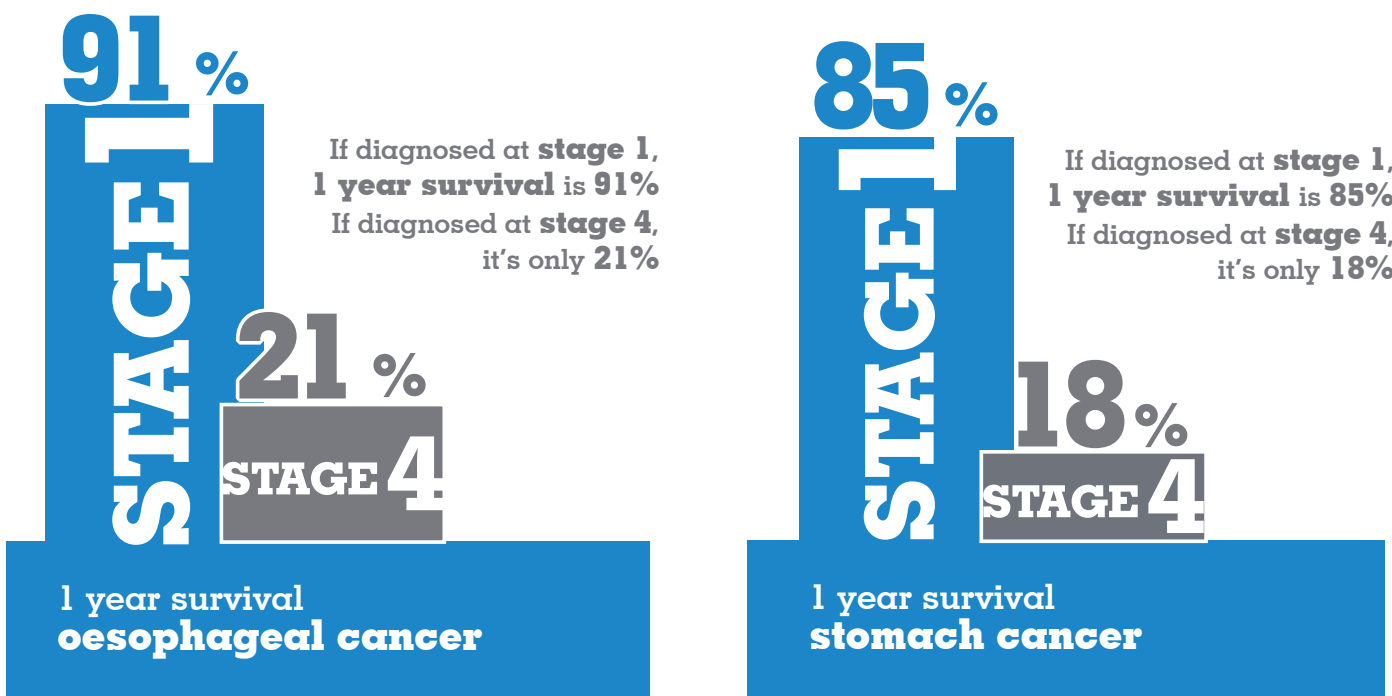 91 %
STAGE 1
If diagnosed at stage 1,
1 year survival is 91%
If diagnosed at stage 4,
it's only 21%
21 %
STAGE 4
1 year survival
oesophageal cancer
85 %
STAGE 1
If diagnosed at stage 1,
1 year survival is 85%
If diagnosed at stage 4,
it's only 18%
18 %
STAGE 4
1 year survival
stomach cancer